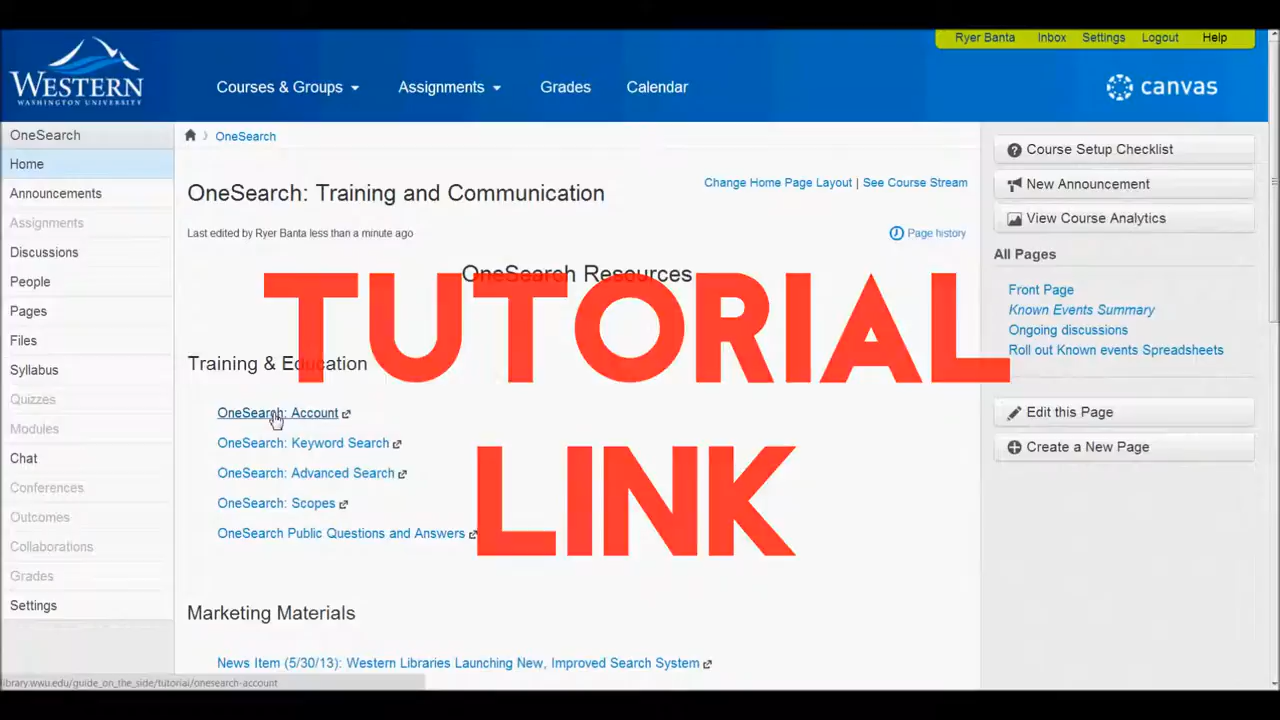 Ryer Banta Inbox Settings Logout Help
WESTERN
WASHINGTON UNIVERSITY
Courses & Groups Assignments Grades Calendar
canvas
OneSearch
Home
Announcements
Assignments
Discussions
People
Pages
Files
Syllabus
Quizzes
Modules
Chat
Conferences
Outcomes
Collaborations
Grades
Settings
OneSearch
OneSearch: Training and Communication
Change Home Page Layout | See Course Stream
Last edited by Ryer Banta less than a minute ago
Page history
OneSearch Resources
TUTORIAL
LINK
Training & Education
OneSearch: Account
OneSearch: Keyword Search
OneSearch: Advanced Search
OneSearch: Scopes
OneSearch Public Questions and Answers
Marketing Materials
News Item (5/30/13): Western Libraries Launching New, Improved Search System
Course Setup Checklist
New Announcement
View Course Analytics
All Pages
Front Page
Known Events Summary
Ongoing discussions
Roll out Known events Spreadsheets
Edit this Page
Create a New Page
library.wwu.edu/guide_on_the_side/tutorial/onesearch-account